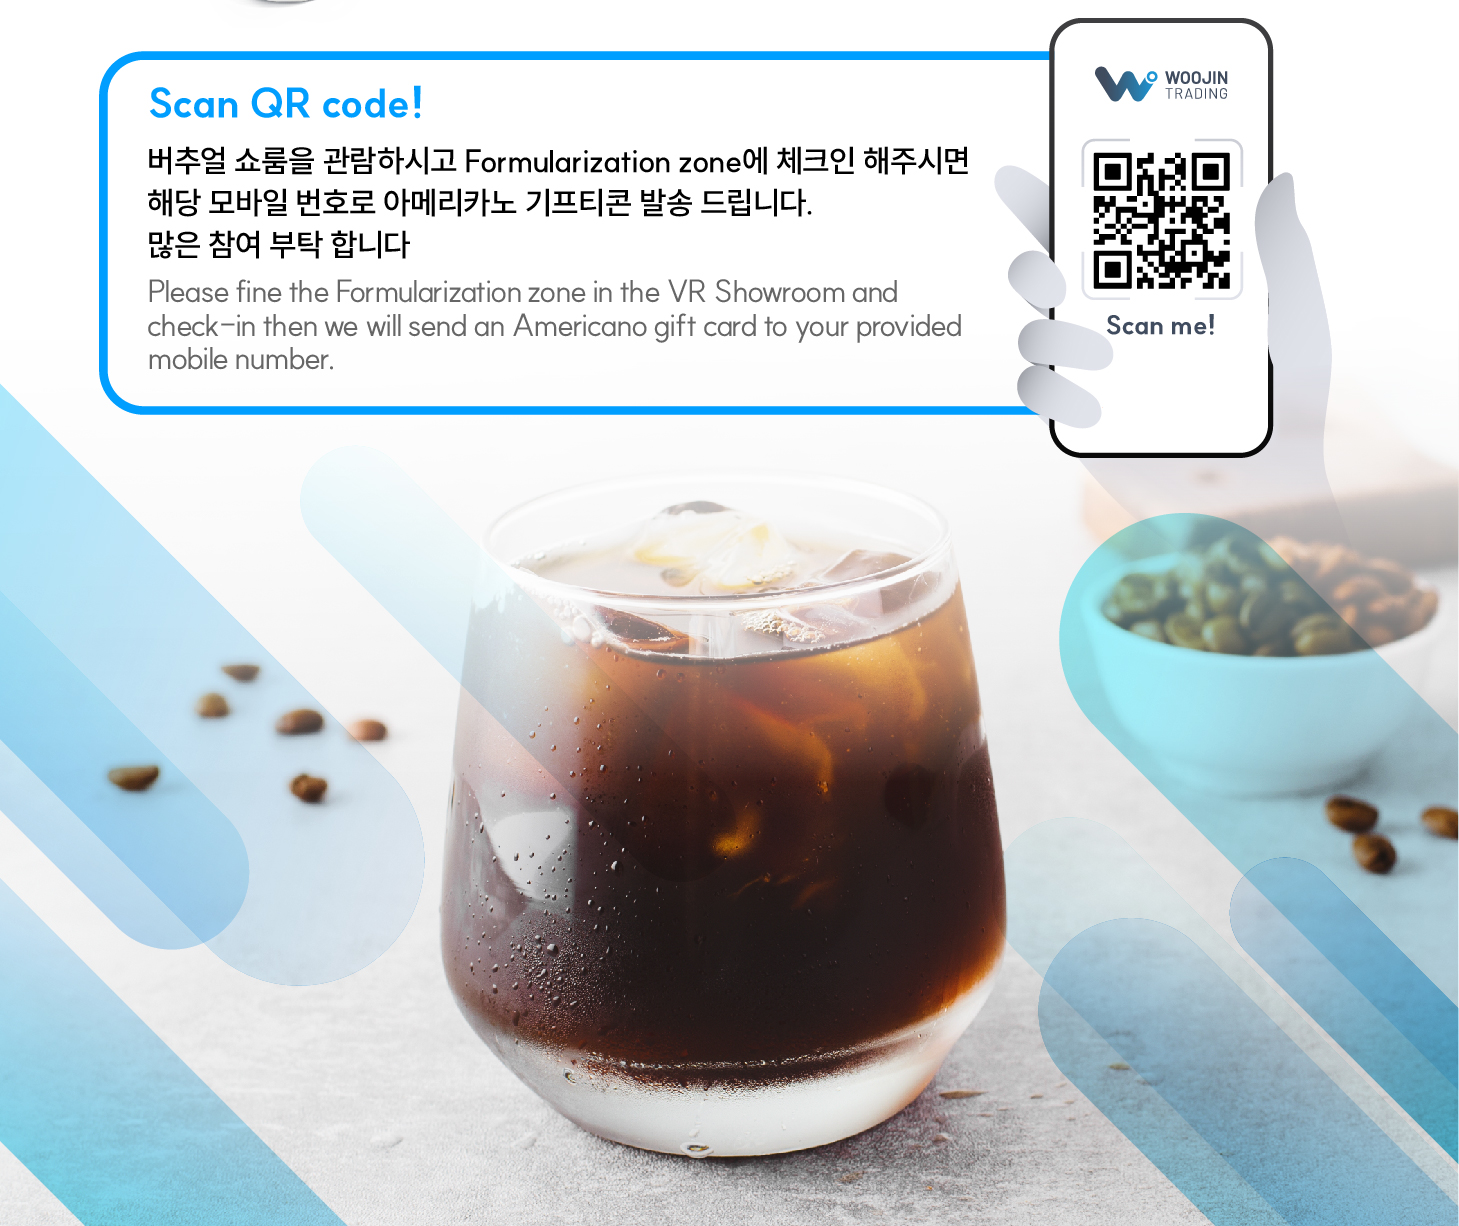 Scan QR code!
버추얼 쇼룸을 관람하시고 Formularization zone에 체크인 해주시면
해당 모바일 번호로 아메리카노 기프티콘 발송 드립니다.
많은 참여 부탁 합니다
Please fine the Formularization zone in the VR Showroom and
check-in then we will send an Americano gift card to your provided
mobile number.
WOOJIN
TRADING
Scan me!